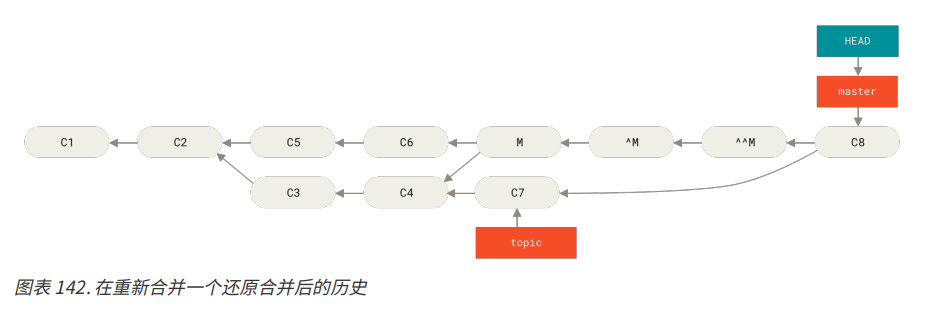 HEAD
master
C1 C2 C5 C6 M ^M ^^M C8
C3 C4 C7
topic
图表 142. 在重新合并一个还原合并后的历史